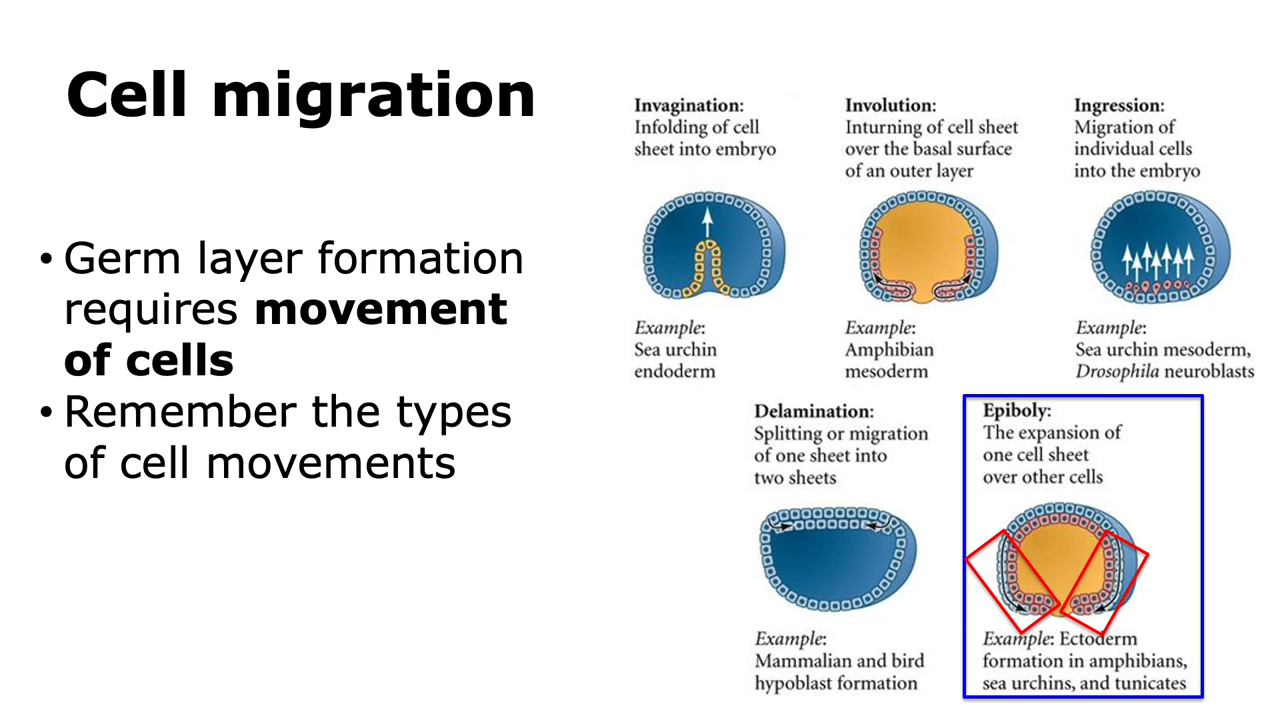 Cell migration
• Germ layer formation
requires movement
of cells
• Remember the types
of cell movements
Invagination:
Infolding of cell
sheet into embryo
Example:
Sea urchin
endoderm
Involution:
Inturning of cell sheet
over the basal surface
of an outer layer
Example:
Amphibian
mesoderm
Ingression:
Migration of
individual cells
into the embryo
Example:
Sea urchin mesoderm,
Drosophila neuroblasts
Delamination:
Splitting or migration
of one sheet into
two sheets
Example:
Mammalian and bird
hypoblast formation
Epiboly:
The expansion of
one cell sheet
over other cells
Example: Ectoderm
formation in amphibians,
sea urchins, and tunicates